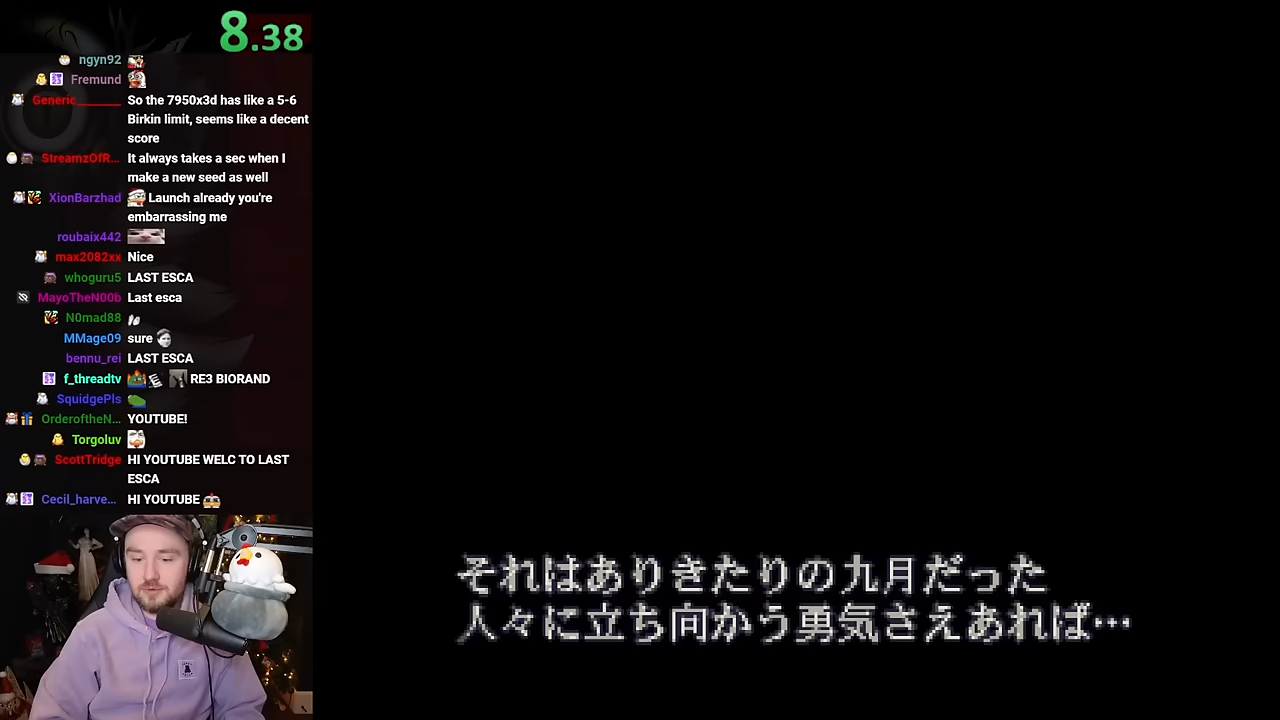 8.38
ngyn92
Fremund
Generic______ So the 7950x3d has like a 5-6
Birkin limit, seems like a decent
score
StreamzOfR... It always takes a sec when I
make a new seed as well
XionBarzhad Launch already you're
embarrassing me
roubaix442
max2082xx Nice
whoguru5 LAST ESCA
MayoTheN00b Last esca
N0mad88
MMage09 sure
bennu_rei LAST ESCA
f_threadtv RE3 BIORAND
SquidgePls
OrderoftheN... YOUTUBE!
Torgoluv
ScottTridge HI YOUTUBE WELC TO LAST
ESCA
Cecil_harve... HI YOUTUBE
それはありきたりの九月だった
人々に立ち向かう勇気さえあれば…